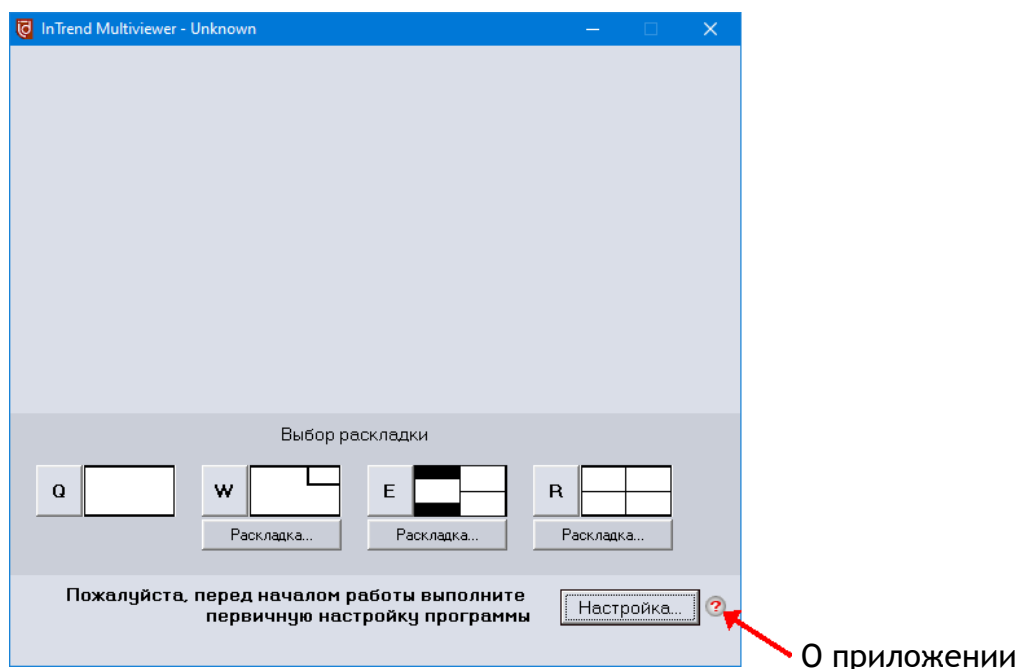 InTrend Multiviewer - Unknown
Выбор раскладки
Q
W
E
R
Раскладка...
Раскладка...
Раскладка...
Пожалуйста, перед началом работы выполните
первичную настройку программы
Настройка...
?
О приложении